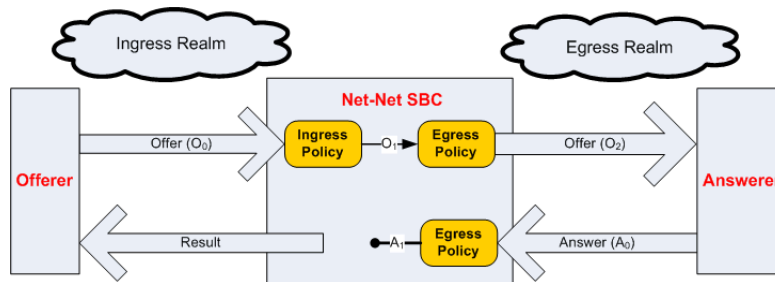 Ingress Realm
Egress Realm
Net-Net SBC
Offerer
Offer (O₀)
Ingress
Policy
O₁
Egress
Policy
Offer (O₂)
Answerer
Result
A₁
Egress
Policy
Answer (A₀)